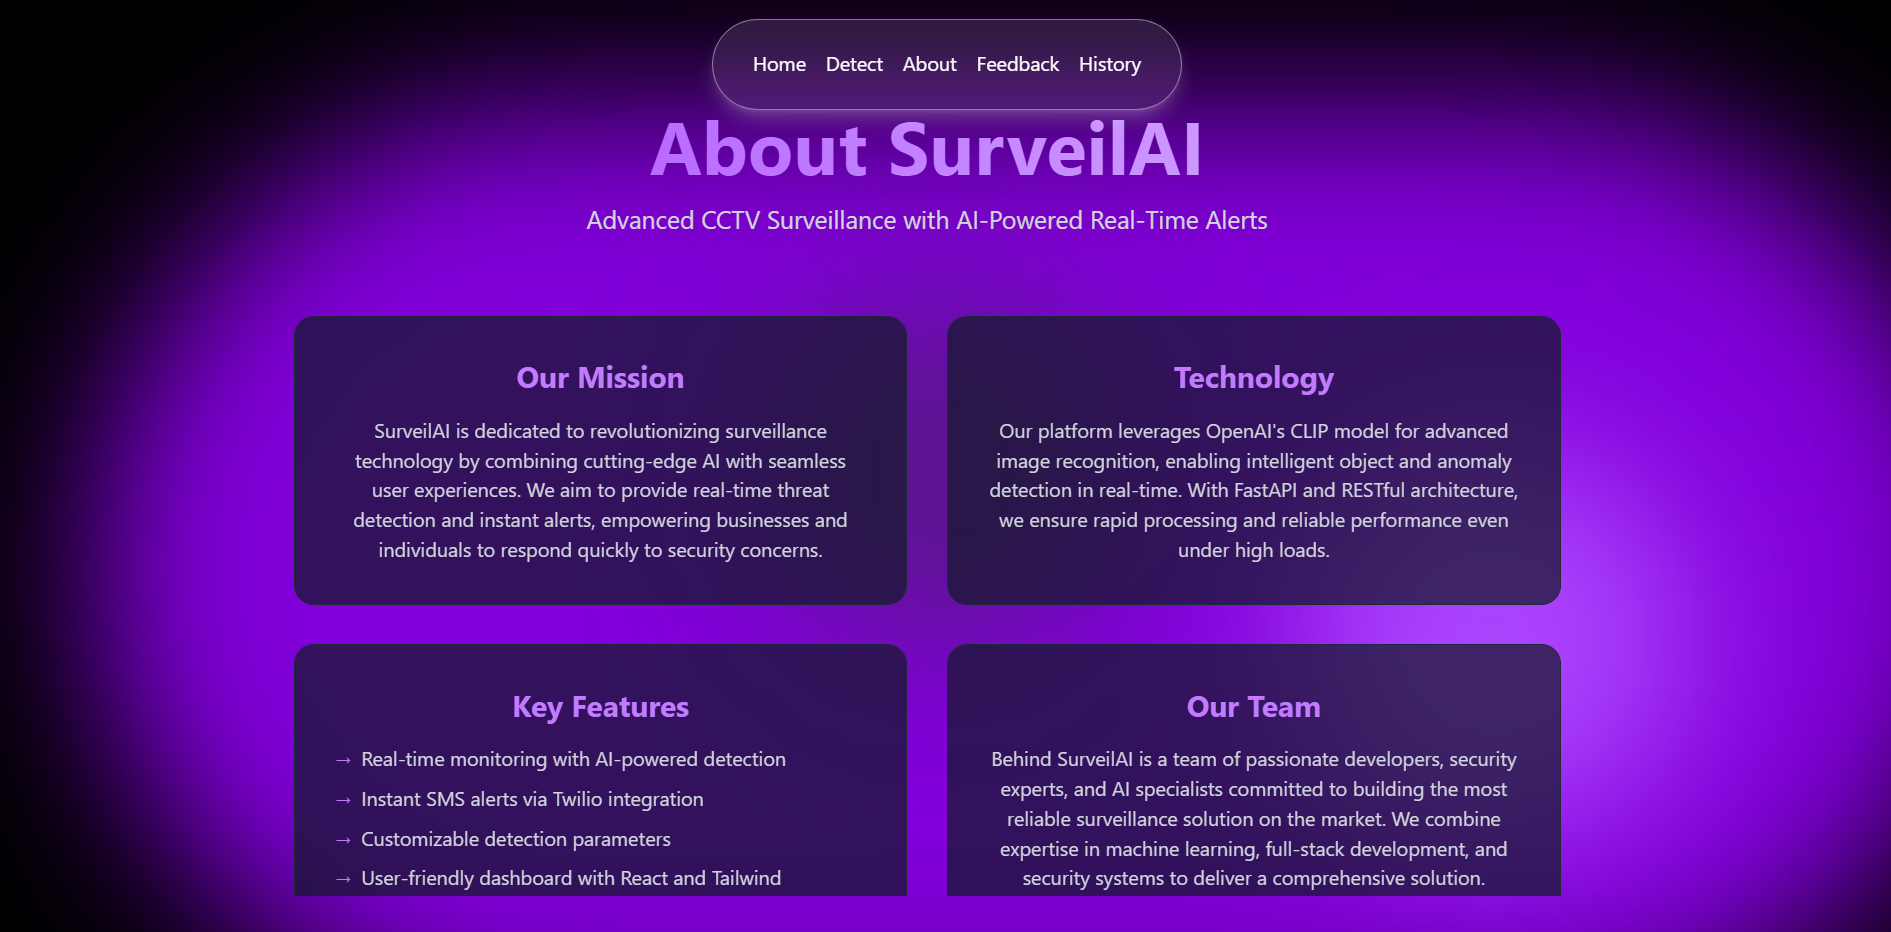 Home Detect About Feedback History
About SurveilAI
Advanced CCTV Surveillance with AI-Powered Real-Time Alerts
Our Mission
SurveilAI is dedicated to revolutionizing surveillance
technology by combining cutting-edge AI with seamless
user experiences. We aim to provide real-time threat
detection and instant alerts, empowering businesses and
individuals to respond quickly to security concerns.
Technology
Our platform leverages OpenAI's CLIP model for advanced
image recognition, enabling intelligent object and anomaly
detection in real-time. With FastAPI and RESTful architecture,
we ensure rapid processing and reliable performance even
under high loads.
Key Features
→ Real-time monitoring with AI-powered detection
→ Instant SMS alerts via Twilio integration
→ Customizable detection parameters
→ User-friendly dashboard with React and Tailwind
Our Team
Behind SurveilAI is a team of passionate developers, security
experts, and AI specialists committed to building the most
reliable surveillance solution on the market. We combine
expertise in machine learning, full-stack development, and
security systems to deliver a comprehensive solution.